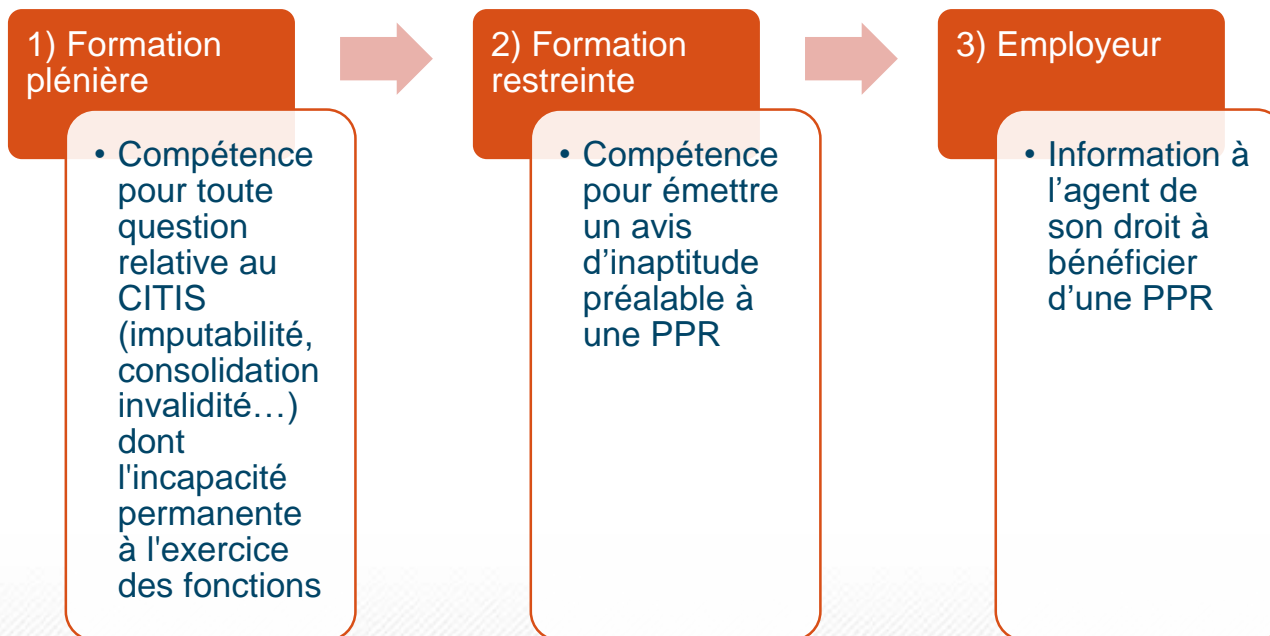 1) Formation
plénière
• Compétence
pour toute
question
relative au
CITIS
(imputabilité,
consolidation
invalidité…)
dont
l'incapacité
permanente
à l'exercice
des fonctions
2) Formation
restreinte
• Compétence
pour émettre
un avis
d’inaptitude
préalable à
une PPR
3) Employeur
• Information à
l’agent de
son droit à
bénéficier
d’une PPR